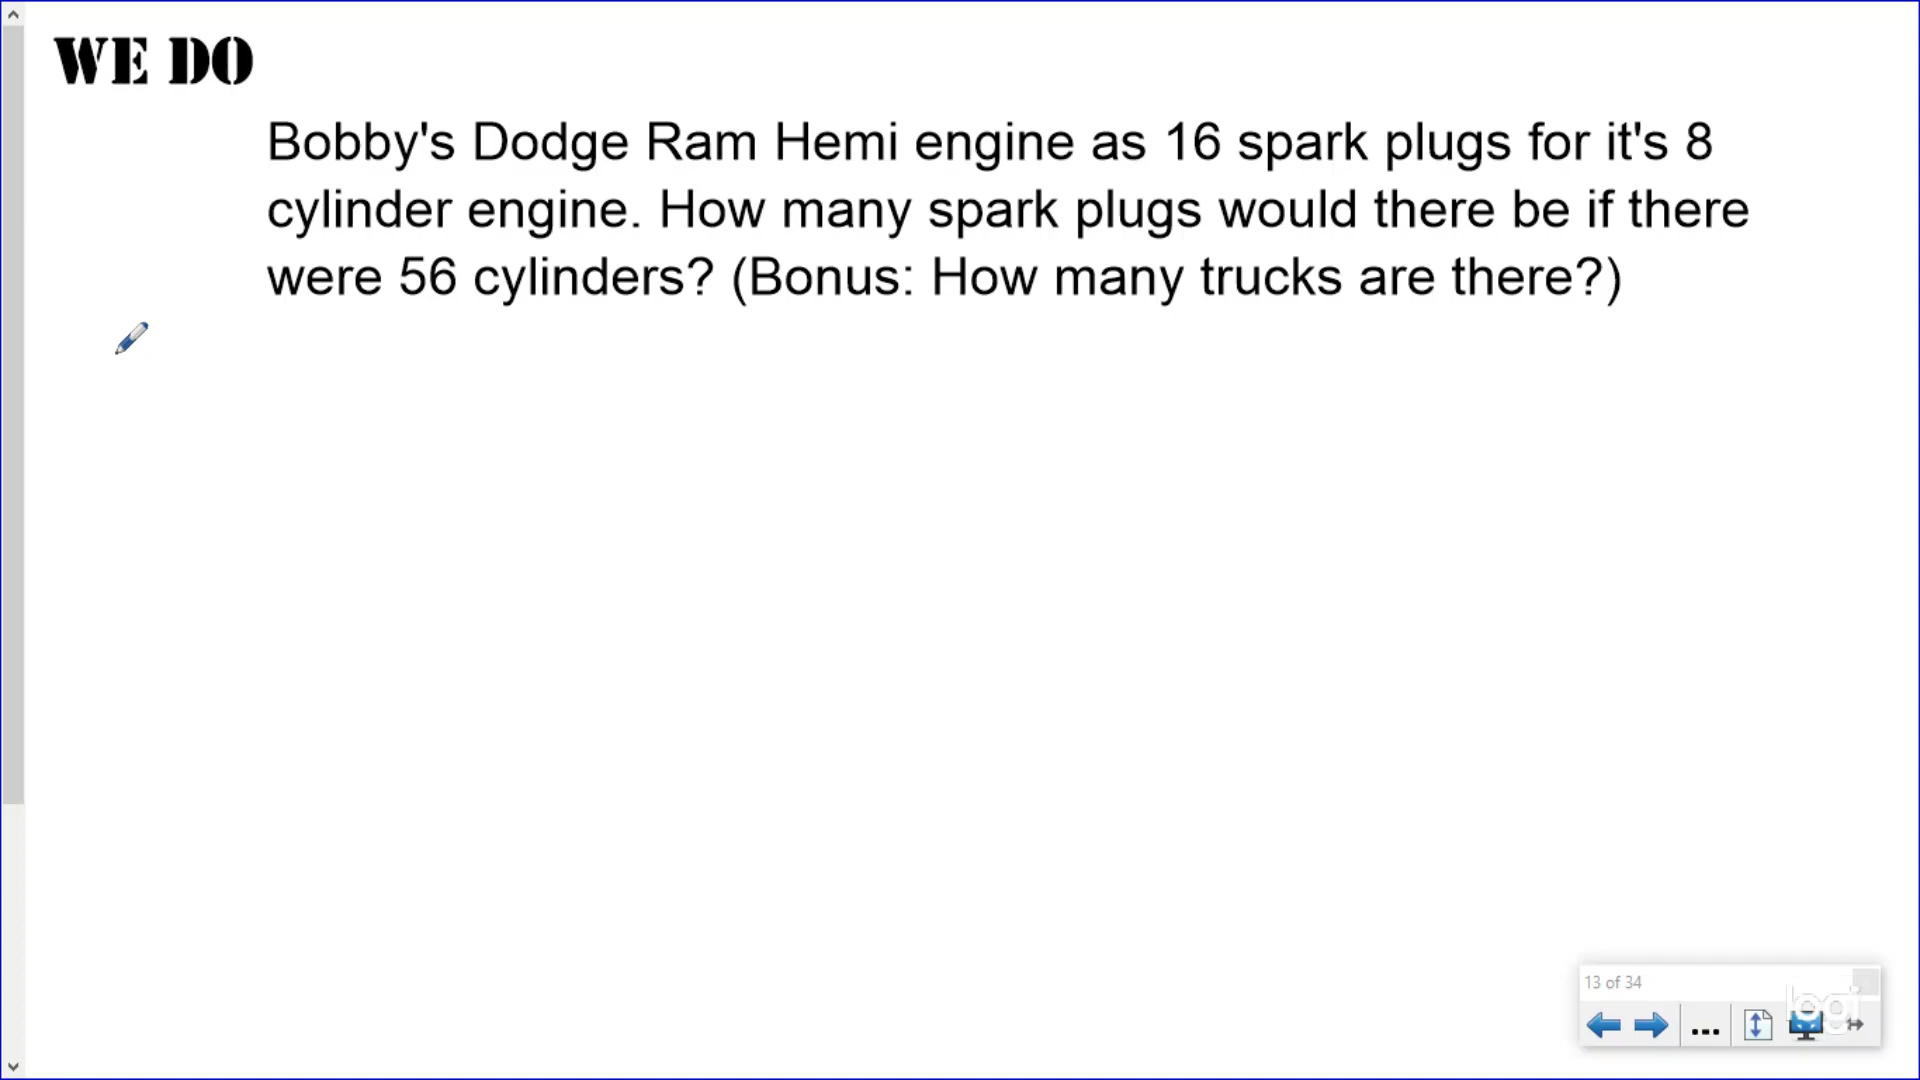 WE DO
Bobby's Dodge Ram Hemi engine as 16 spark plugs for it's 8
cylinder engine. How many spark plugs would there be if there
were 56 cylinders? (Bonus: How many trucks are there?)
13 of 34
logi
...